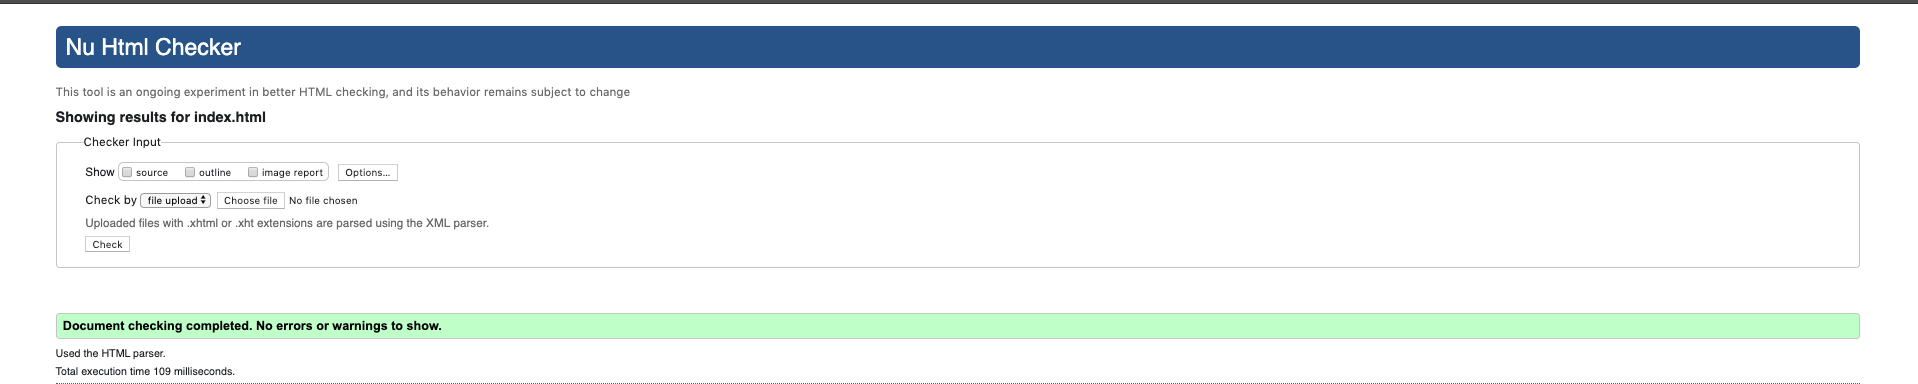 Nu Html Checker
This tool is an ongoing experiment in better HTML checking, and its behavior remains subject to change
Showing results for index.html
Checker Input
Show source outline image report Options...
Check by file upload Choose file No file chosen
Uploaded files with .xhtml or .xht extensions are parsed using the XML parser.
Check
Document checking completed. No errors or warnings to show.
Used the HTML parser.
Total execution time 109 milliseconds.